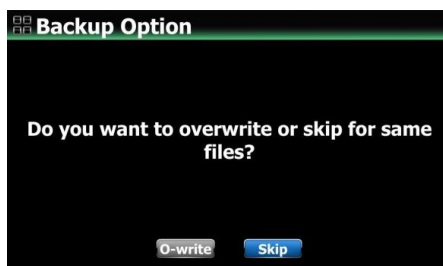 Backup Option
Do you want to overwrite or skip for same
files?
O-write Skip